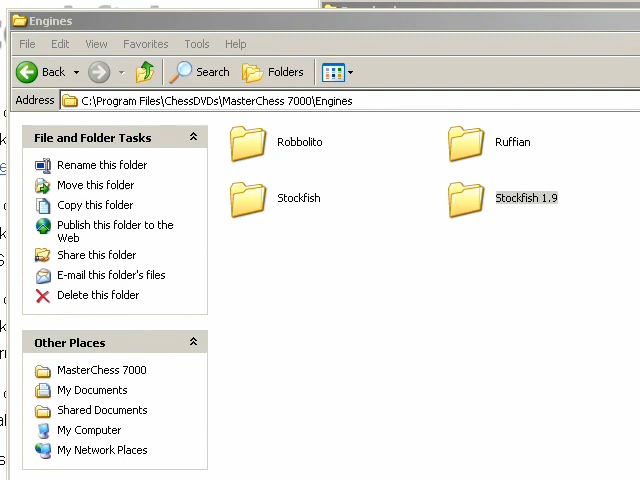 Engines
File Edit View Favorites Tools Help
Back Search Folders
Address C:\Program Files\ChessDVDs\MasterChess 7000\Engines
File and Folder Tasks
Rename this folder
Move this folder
Copy this folder
Publish this folder to the
Web
Share this folder
E-mail this folder's files
Delete this folder
Other Places
MasterChess 7000
My Documents
Shared Documents
My Computer
My Network Places
Robbolito Ruffian
Stockfish Stockfish 1.9